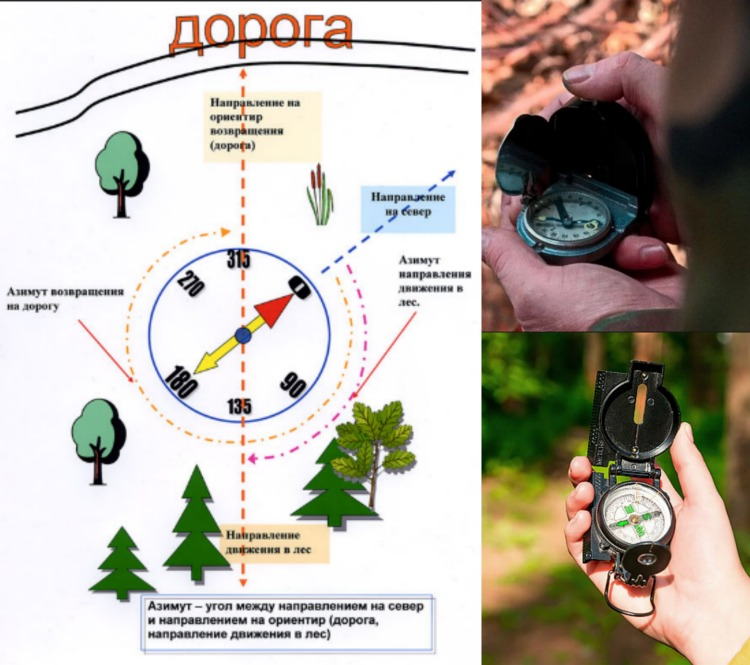 дорога
Направление на
ориентир
возвращения
(дорога)
Направление
на север
Азимут
направления
движения в
лес.
Азимут возвращения
на дорогу
315
270
0
180
90
135
Направление
движения в лес
Азимут – угол между направлением на север
и направлением на ориентир (дорога,
направление движения в лес)